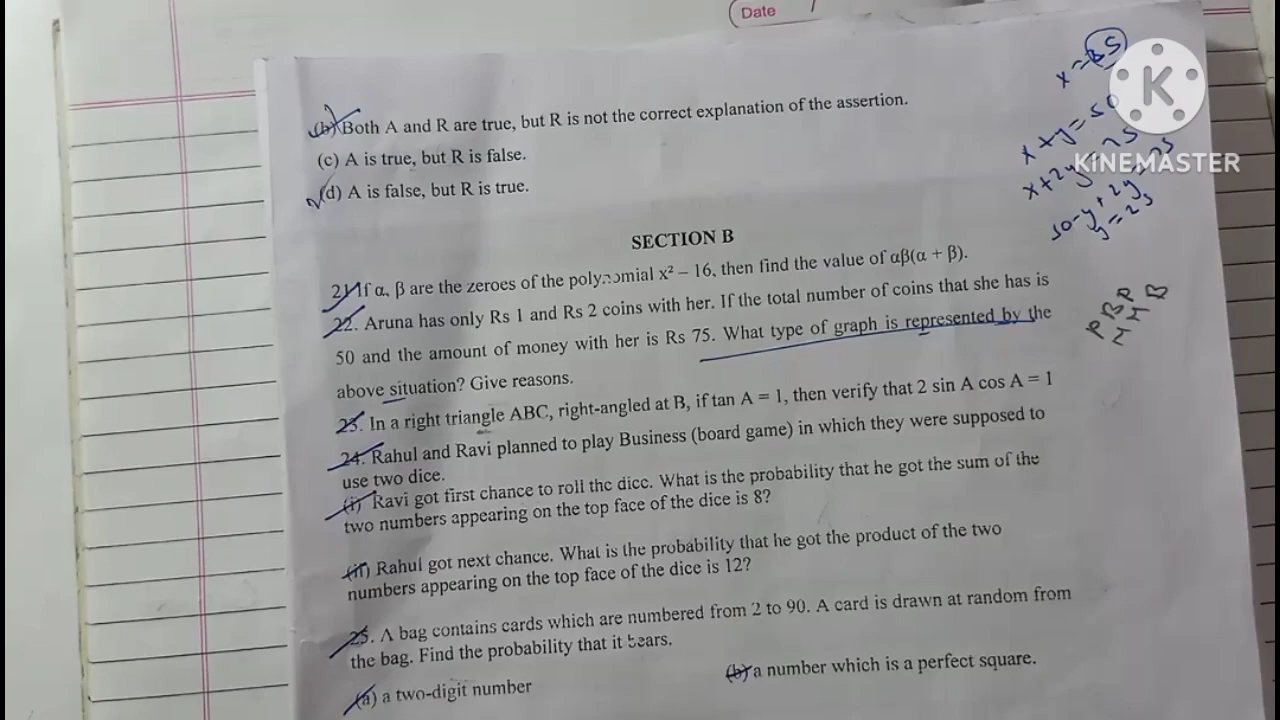 Date
(b) Both A and R are true, but R is not the correct explanation of the assertion.
(c) A is true, but R is false.
(d) A is false, but R is true.
x = 25
x + y = 50
x + 2y = 75
50 - y + 2y = 75
y = 25
K
KINEMASTER
SECTION B
21. If α, β are the zeroes of the polynomial x² – 16, then find the value of αβ(α + β).
22. Aruna has only Rs 1 and Rs 2 coins with her. If the total number of coins that she has is
50 and the amount of money with her is Rs 75. What type of graph is represented by the
above situation? Give reasons.
23. In a right triangle ABC, right-angled at B, if tan A = 1, then verify that 2 sin A cos A = 1
24. Rahul and Ravi planned to play Business (board game) in which they were supposed to
use two dice.
(i) Ravi got first chance to roll the dice. What is the probability that he got the sum of the
two numbers appearing on the top face of the dice is 8?
(ii) Rahul got next chance. What is the probability that he got the product of the two
numbers appearing on the top face of the dice is 12?
25. A bag contains cards which are numbered from 2 to 90. A card is drawn at random from
the bag. Find the probability that it bears.
(a) a two-digit number
(b) a number which is a perfect square.